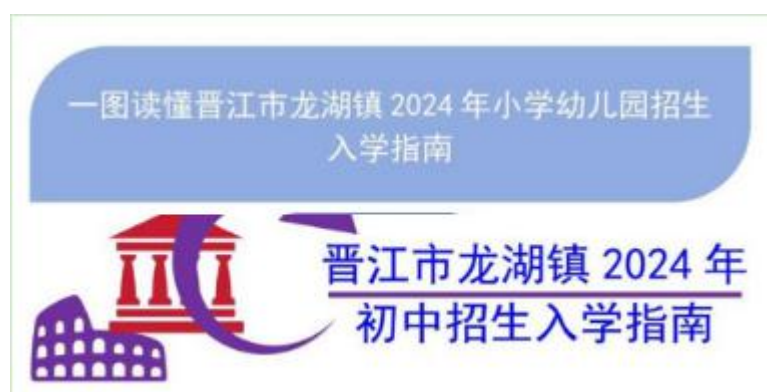 一图读懂晋江市龙湖镇 2024 年小学幼儿园招生
入学指南
晋江市龙湖镇 2024 年
初中招生入学指南